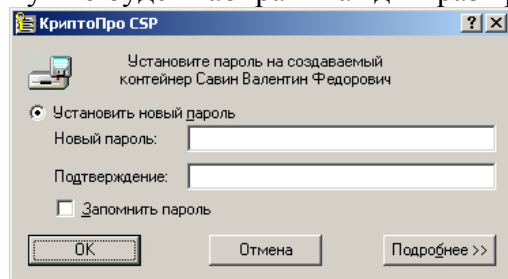 КриптоПро CSP
Установите пароль на создаваемый
контейнер Савин Валентин Федорович
Установить новый пароль
Новый пароль:
Подтверждение:
Запомнить пароль
OK Отмена Подробнее >>